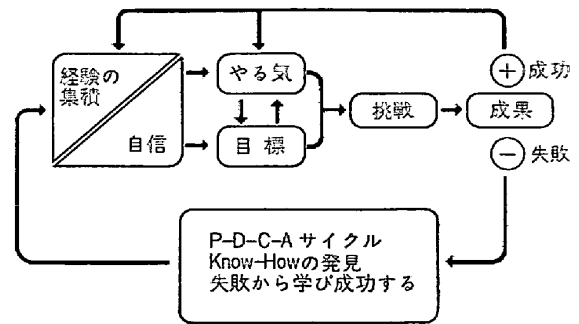 経験の
集積
自信
やる気
目標
挑戦
成果
+
成功
−
失敗
P-D-C-A サイクル
Know-Howの発見
失敗から学び成功する